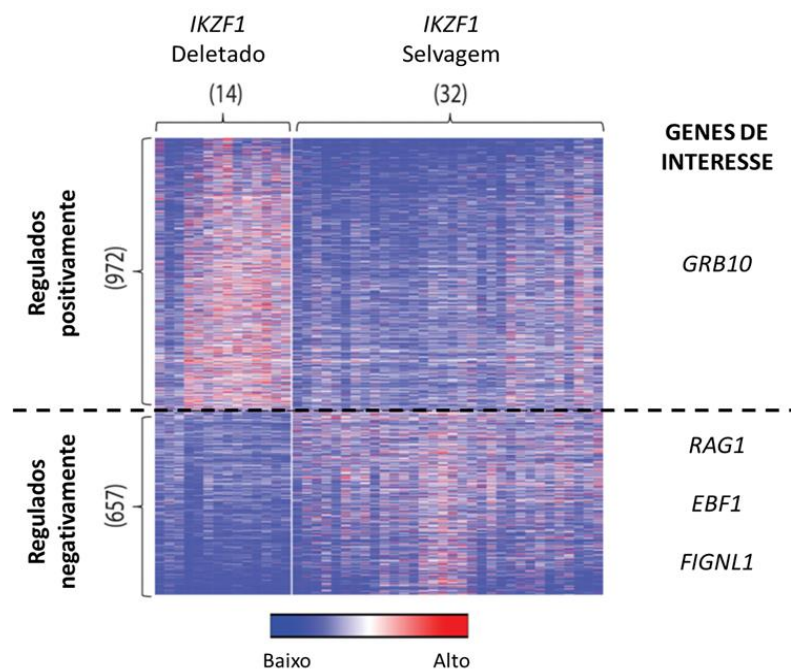 IKZF1
Deletado
(14)
IKZF1
Selvagem
(32)
GENES DE
INTERESSE
Regulados
positivamente
(972)
GRB10
Regulados
negativamente
(657)
RAG1
EBF1
FIGNL1
Baixo
Alto